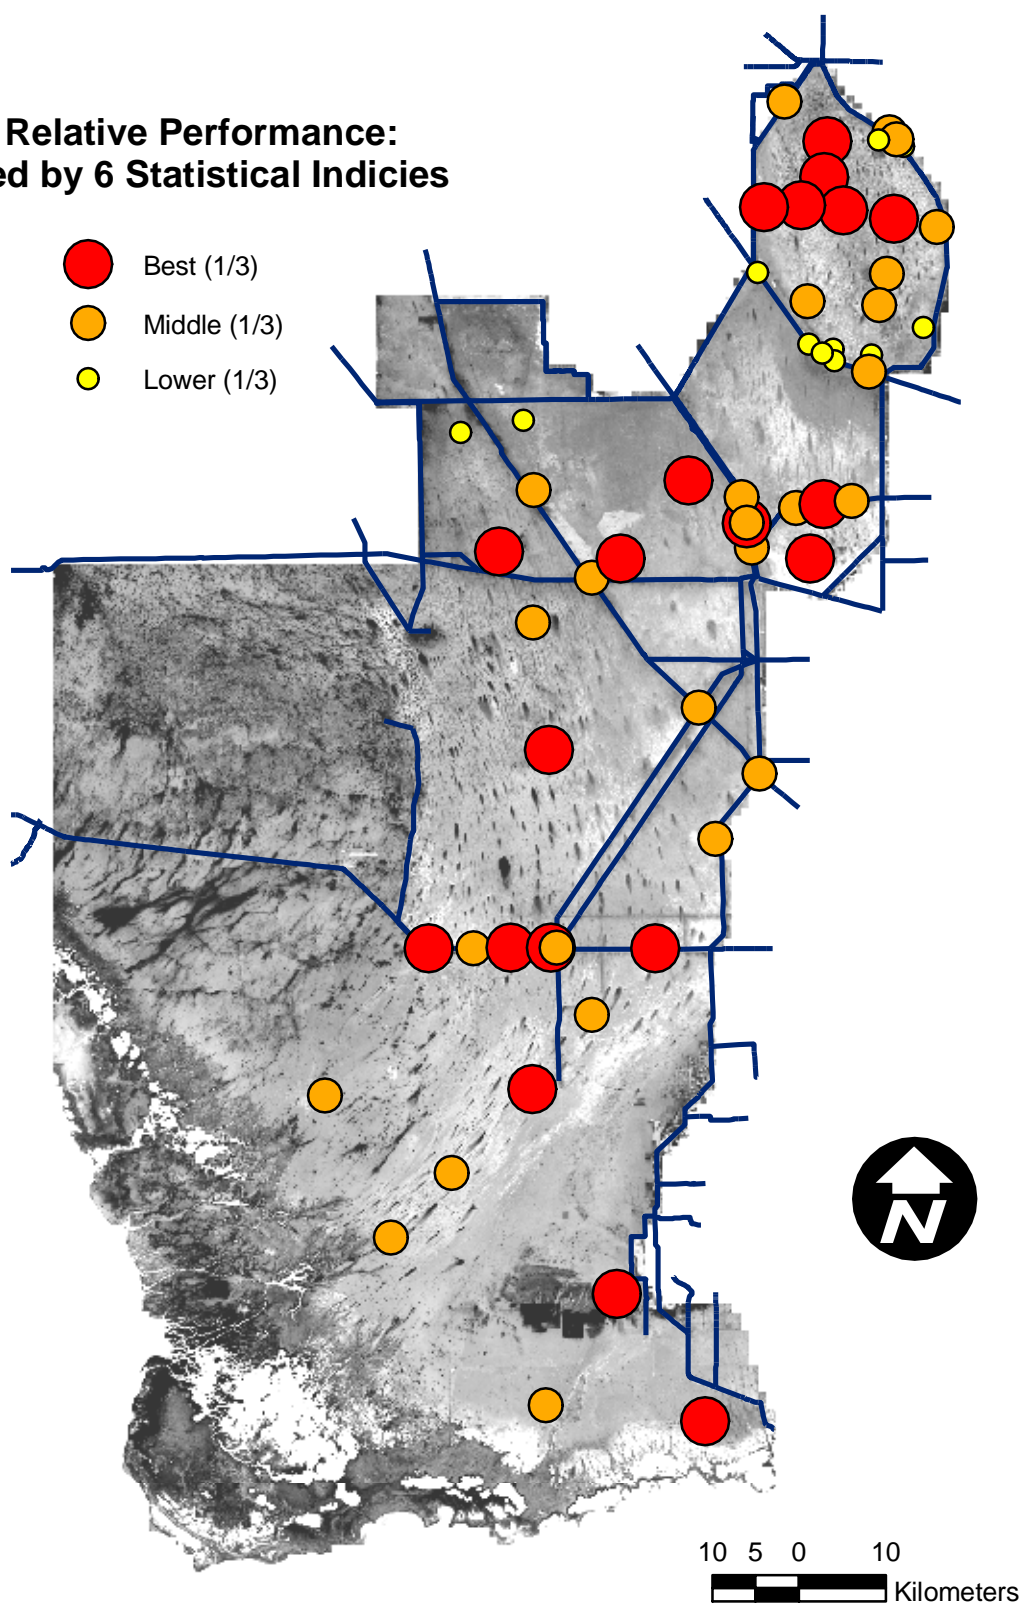 Relative Performance:
ed by 6 Statistical Indicies
Best (1/3)
Middle (1/3)
Lower (1/3)
N
10 5 0 10
Kilometers